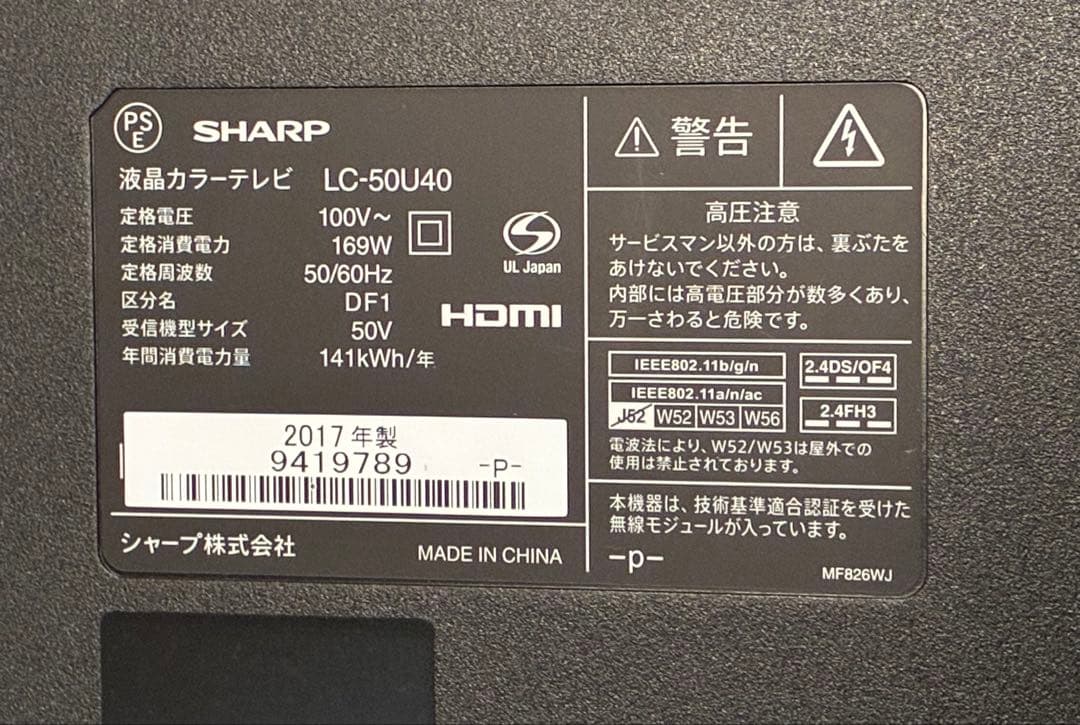 PS
E
SHARP
液晶カラーテレビ LC-50U40
定格電圧 100V～
定格消費電力 169W
定格周波数 50/60Hz
区分名 DF1
受信機型サイズ 50V
年間消費電力量 141kWh/年
S
UL Japan
HDMI
2017年製
9419789 -P-
シャープ株式会社
MADE IN CHINA
警告
高圧注意
サービスマン以外の方は、裏ぶたを
あけないでください。
内部には高電圧部分が数多くあり、
万一さわると危険です。
IEEE802.11b/g/n
IEEE802.11a/n/ac
J52 W52 W53 W56
2.4DS/OF4
2.4FH3
電波法により、W52/W53は屋外での
使用は禁止されております。
本機器は、技術基準適合認証を受けた
無線モジュールが入っています。
-p-
MF826WJ